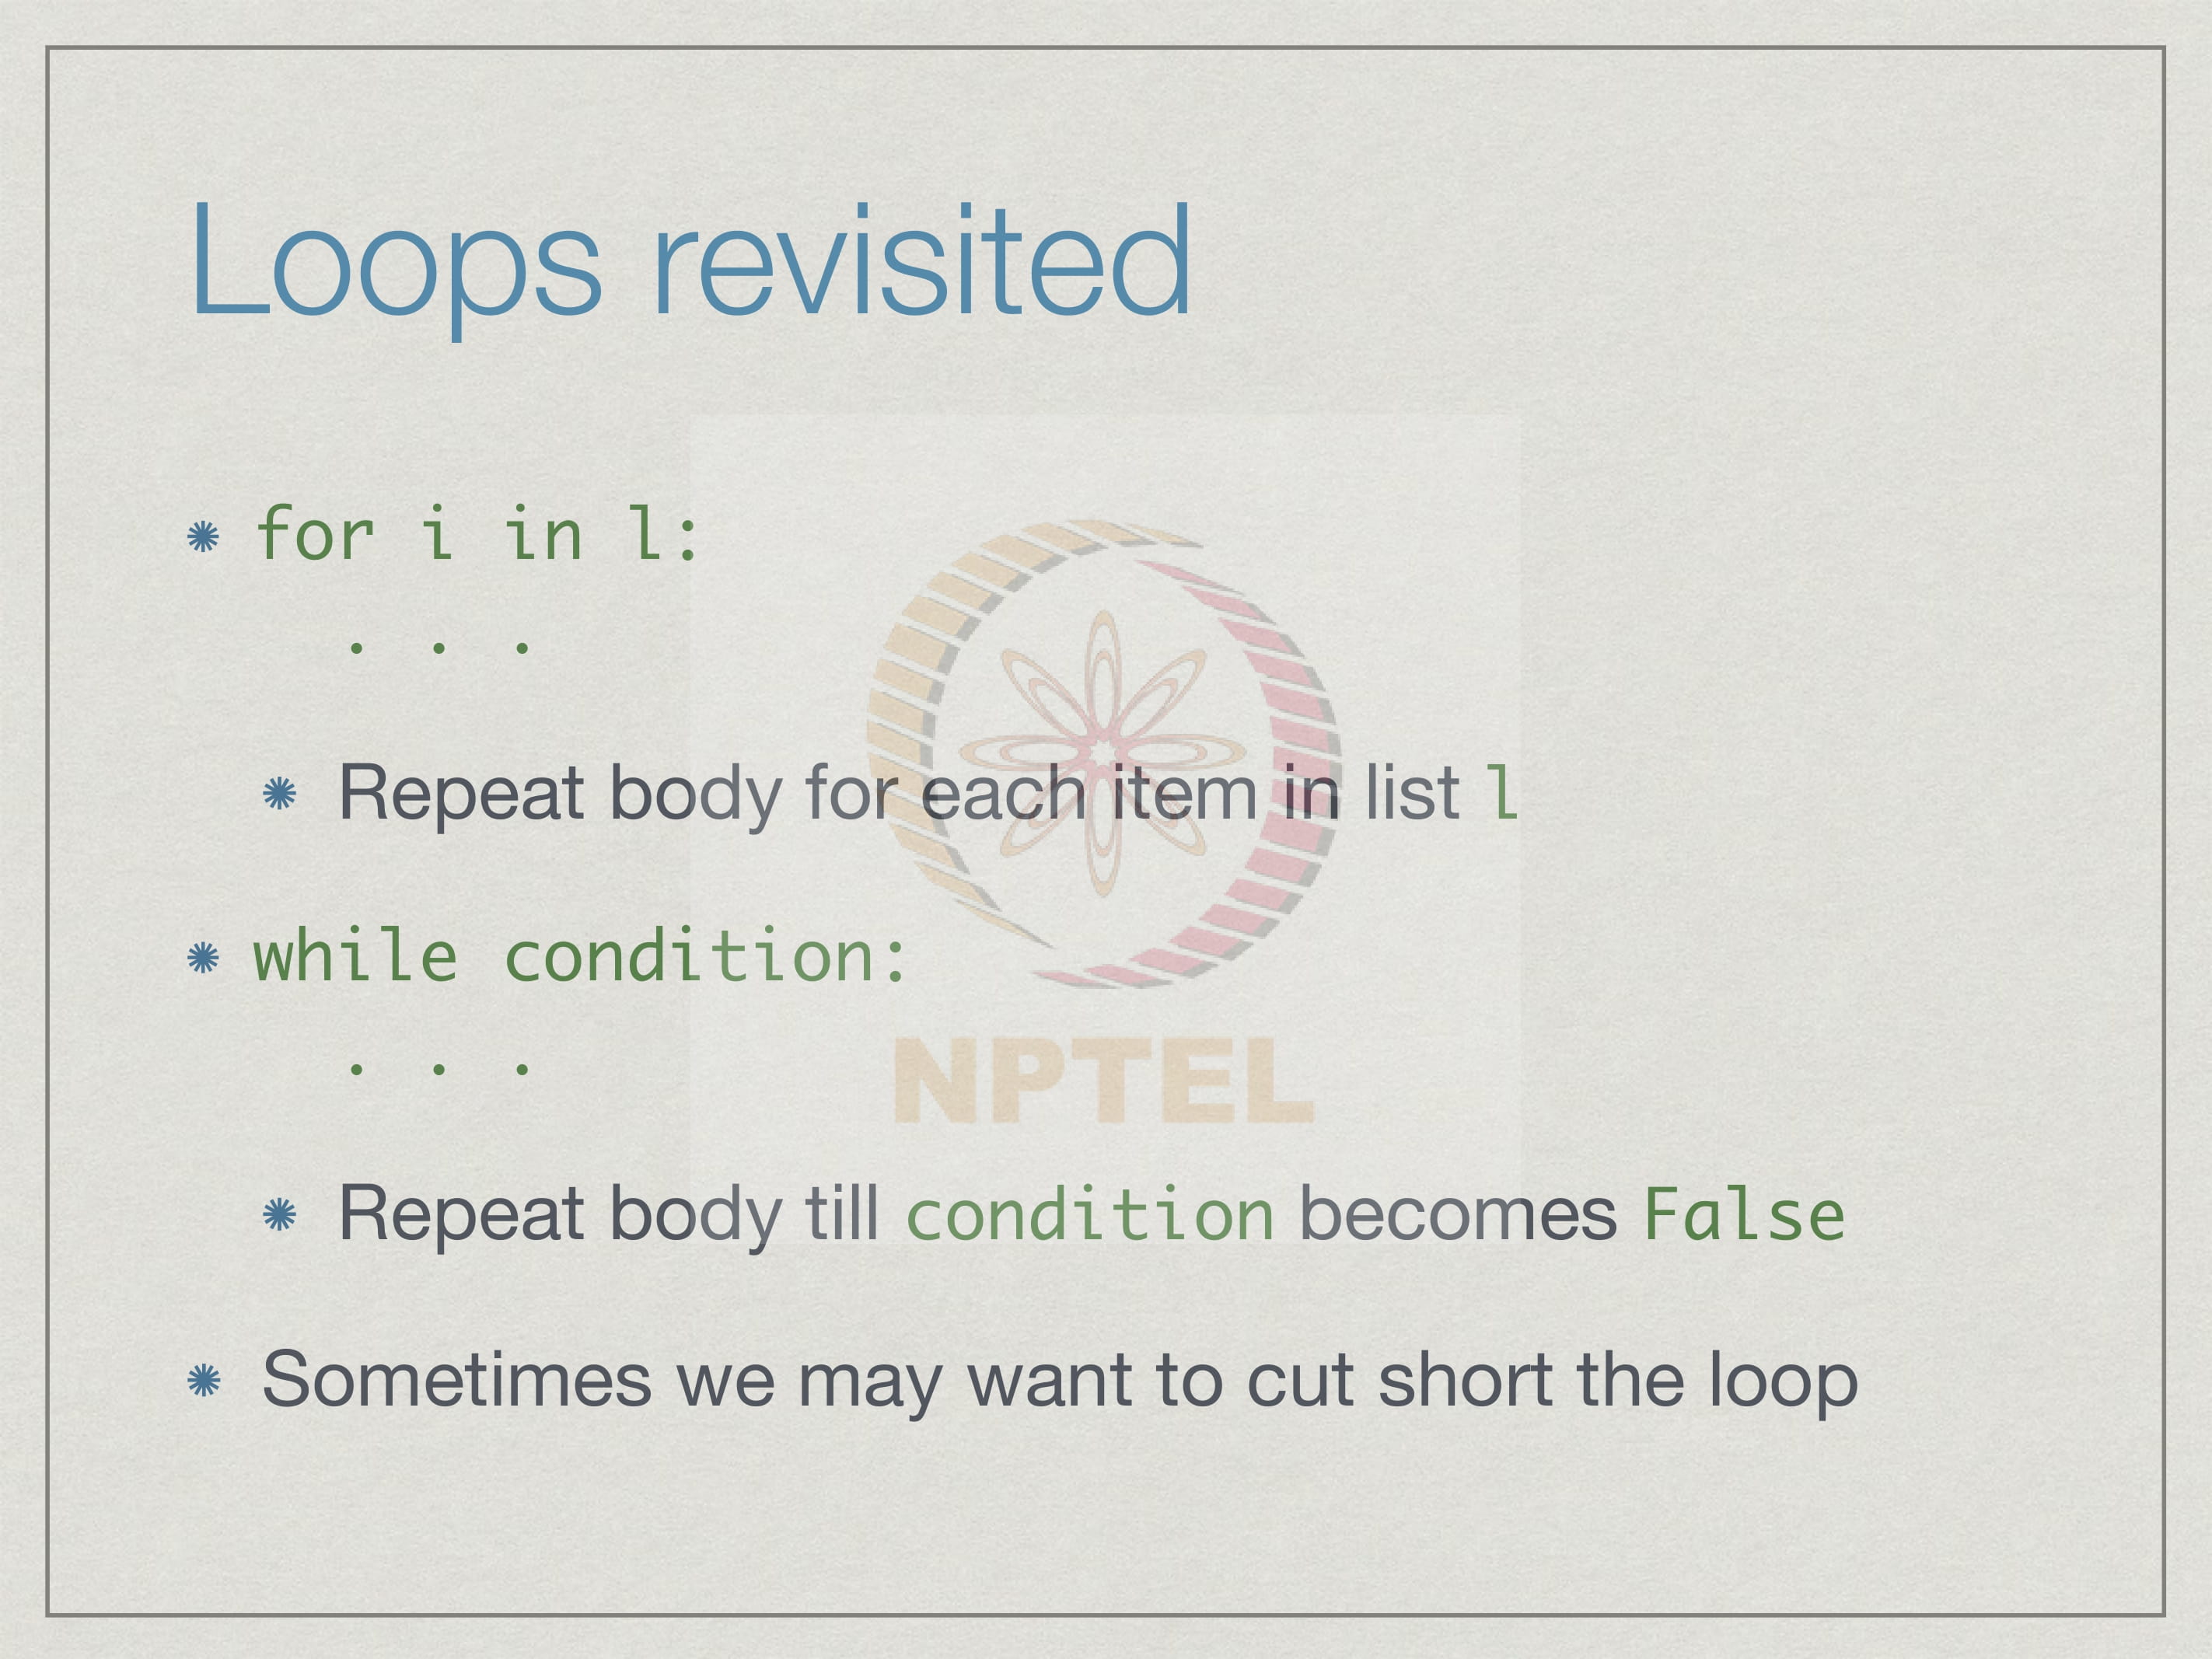 Loops revisited
for i in l:
. . .
Repeat body for each item in list l
while condition:
. . .
NPTEL
Repeat body till condition becomes False
Sometimes we may want to cut short the loop